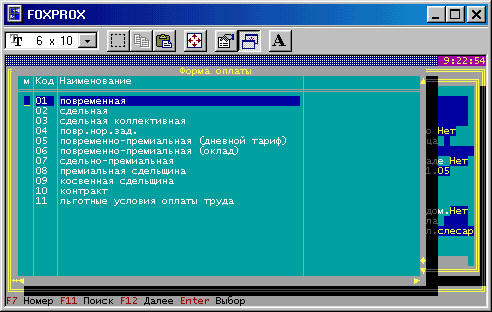 FOXPROX
6 x 10
A
9:22:54
Форма оплаты
м Код Наименование
01 повременная
02 сдельная
03 сдельная коллективная
04 повр.нор.зад.
05 повременно-премиальная (дневной тариф)
06 повременно-премиальная (оклад)
07 сдельно-премиальная
08 премиальная сдельщина
09 косвенная сдельщина
10 контракт
11 льготные условия оплаты труда
о Нет
ца
аде Нет
1.05
дом.Нет
ла
л.слесар
F7 Номер F11 Поиск F12 Далее Enter Выбор